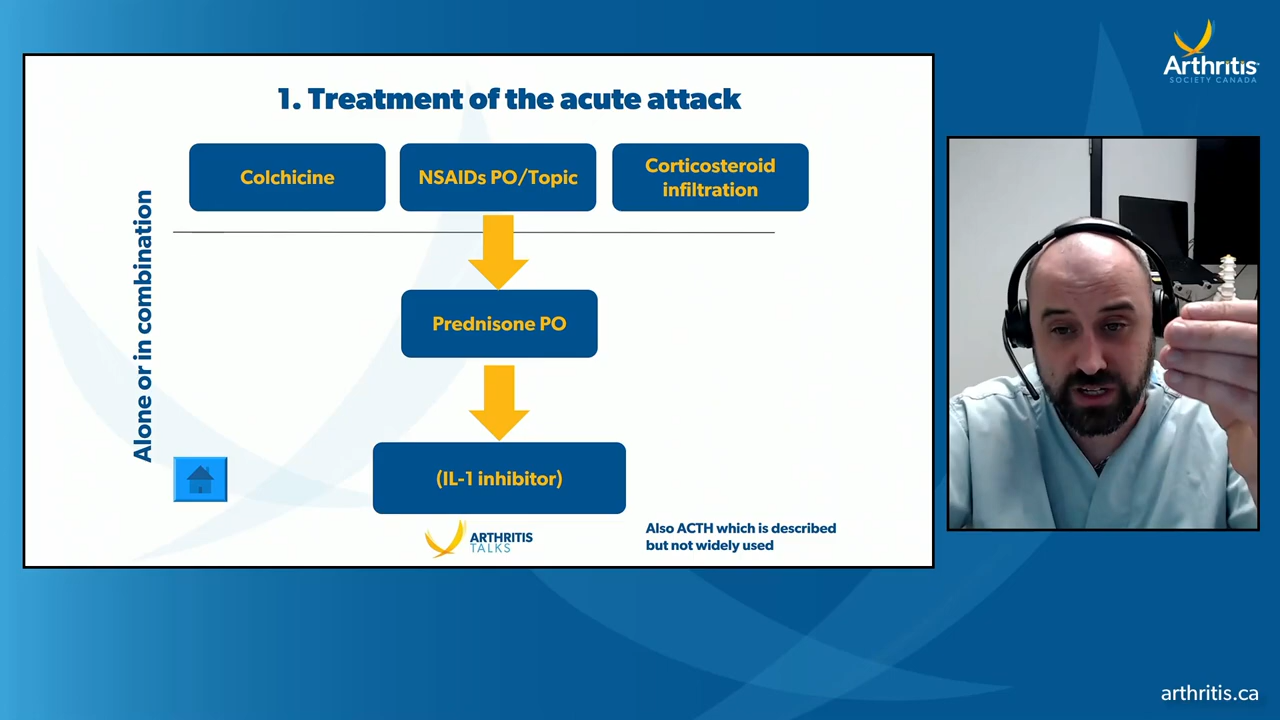 Arthritis
SOCIETY CANADA
1. Treatment of the acute attack
Colchicine
NSAIDs PO/Topic
Corticosteroid
infiltration
Alone or in combination
Prednisone PO
(IL-1 inhibitor)
ARTHRITIS
TALKS
Also ACTH which is described
but not widely used
arthritis.ca